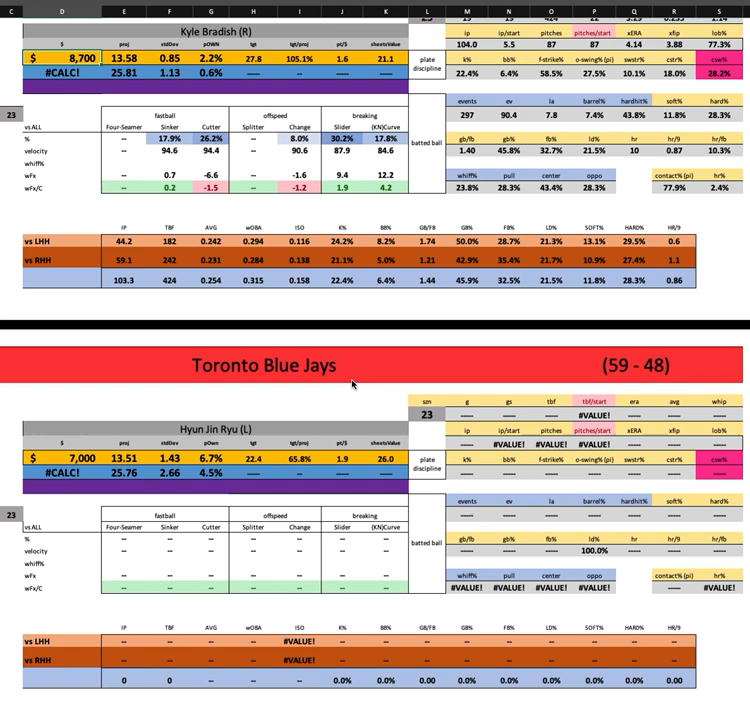 C D E F G H I J K L M N O P Q R S
23 19 19 424 22 3.29 0.233 1.14
Kyle Bradish (R) ip ip/start pitches pitches/start xERA xfip lob%
104.0 5.5 87 87 4.14 3.88 77.3%
$ proj stdDev pOWN tgt tgt/proj pt/$ sheetsValue
$ 8,700 13.58 0.85 2.2% 27.8 105.1% 1.6 21.1 plate discipline k% bb% f-strike% o-swing% (pi) swstr% cstr% csw%
#CALC! 25.81 1.13 0.6% ---- -- ---- ---- 22.4% 6.4% 58.5% 27.5% 10.1% 18.0% 28.2%
events ev la barrel% hardhit% soft% hard%
23 fastball offspeed breaking 297 90.4 7.8 7.4% 43.8% 11.8% 28.3%
vs ALL Four-Seamer Sinker Cutter Splitter Change Slider (KN)Curve
% -- 17.9% 26.2% -- 8.0% 30.2% 17.8% batted ball gb/fb gb% fb% ld% hr hr/9 hr/fb
velocity -- 94.6 94.4 -- 90.6 87.9 84.6 1.40 45.8% 32.7% 21.5% 10 0.87 10.3%
whiff%
wFx -- 0.7 -6.6 -1.6 9.4 12.2 whiff% pull center oppo contact% (pi) hr%
wFx/C -- 0.2 -1.5 -- -1.2 1.9 4.2 23.8% 28.3% 43.4% 28.3% 77.9% 2.4%
IP TBF AVG wOBA ISO K% BB% GB/FB GB% FB% LD% SOFT% HARD% HR/9
vs LHH 44.2 182 0.242 0.294 0.116 24.2% 8.2% 1.74 50.0% 28.7% 21.3% 13.1% 29.5% 0.6
vs RHH 59.1 242 0.231 0.284 0.138 21.1% 5.0% 1.21 42.9% 35.4% 21.7% 10.9% 27.4% 1.1
103.3 424 0.254 0.315 0.158 22.4% 6.4% 1.44 45.9% 32.5% 21.5% 11.8% 28.3% 0.86
Toronto Blue Jays (59 - 48)
szn g gs tbf tbf/start era avg whip
23 ---- ---- ---- #VALUE! ---- ---- ----
Hyun Jin Ryu (L) ip ip/start pitches pitches/start xERA xfip lob%
$ proj stdDev pOwn tgt tgt/proj pt/$ sheetsValue ---- #VALUE! #VALUE! #VALUE! ---- ---- ----
$ 7,000 13.51 1.43 6.7% 22.4 65.8% 1.9 26.0 plate discipline k% bb% f-strike% o-swing% (pi) swstr% cstr% csw%
#CALC! 25.76 2.66 4.5% ---- -- ---- ---- ---- ---- ---- ---- ---- ---- ----
events ev la barrel% hardhit% soft% hard%
23 fastball offspeed breaking ---- ---- ---- ---- ---- ---- ----
vs ALL Four-Seamer Sinker Cutter Splitter Change Slider (KN)Curve
% -- -- -- -- -- -- -- batted ball gb/fb gb% fb% ld% hr hr/9 hr/fb
velocity -- -- -- -- -- -- -- ---- ---- ---- 100.0% ---- ---- ----
whiff%
wFx -- -- -- -- -- -- whiff% pull center oppo contact% (pi) hr%
wFx/C -- -- -- -- -- -- -- #VALUE! #VALUE! #VALUE! #VALUE! ---- #VALUE!
IP TBF AVG wOBA ISO K% BB% GB/FB GB% FB% LD% SOFT% HARD% HR/9
vs LHH -- -- -- -- #VALUE! -- -- -- -- -- -- -- -- --
vs RHH -- -- -- -- #VALUE! -- -- -- -- -- -- -- -- --
0 0 -- -- -- 0.0% 0.0% 0.00 0.0% 0.0% 0.0% 0.0% 0.0% 0.00